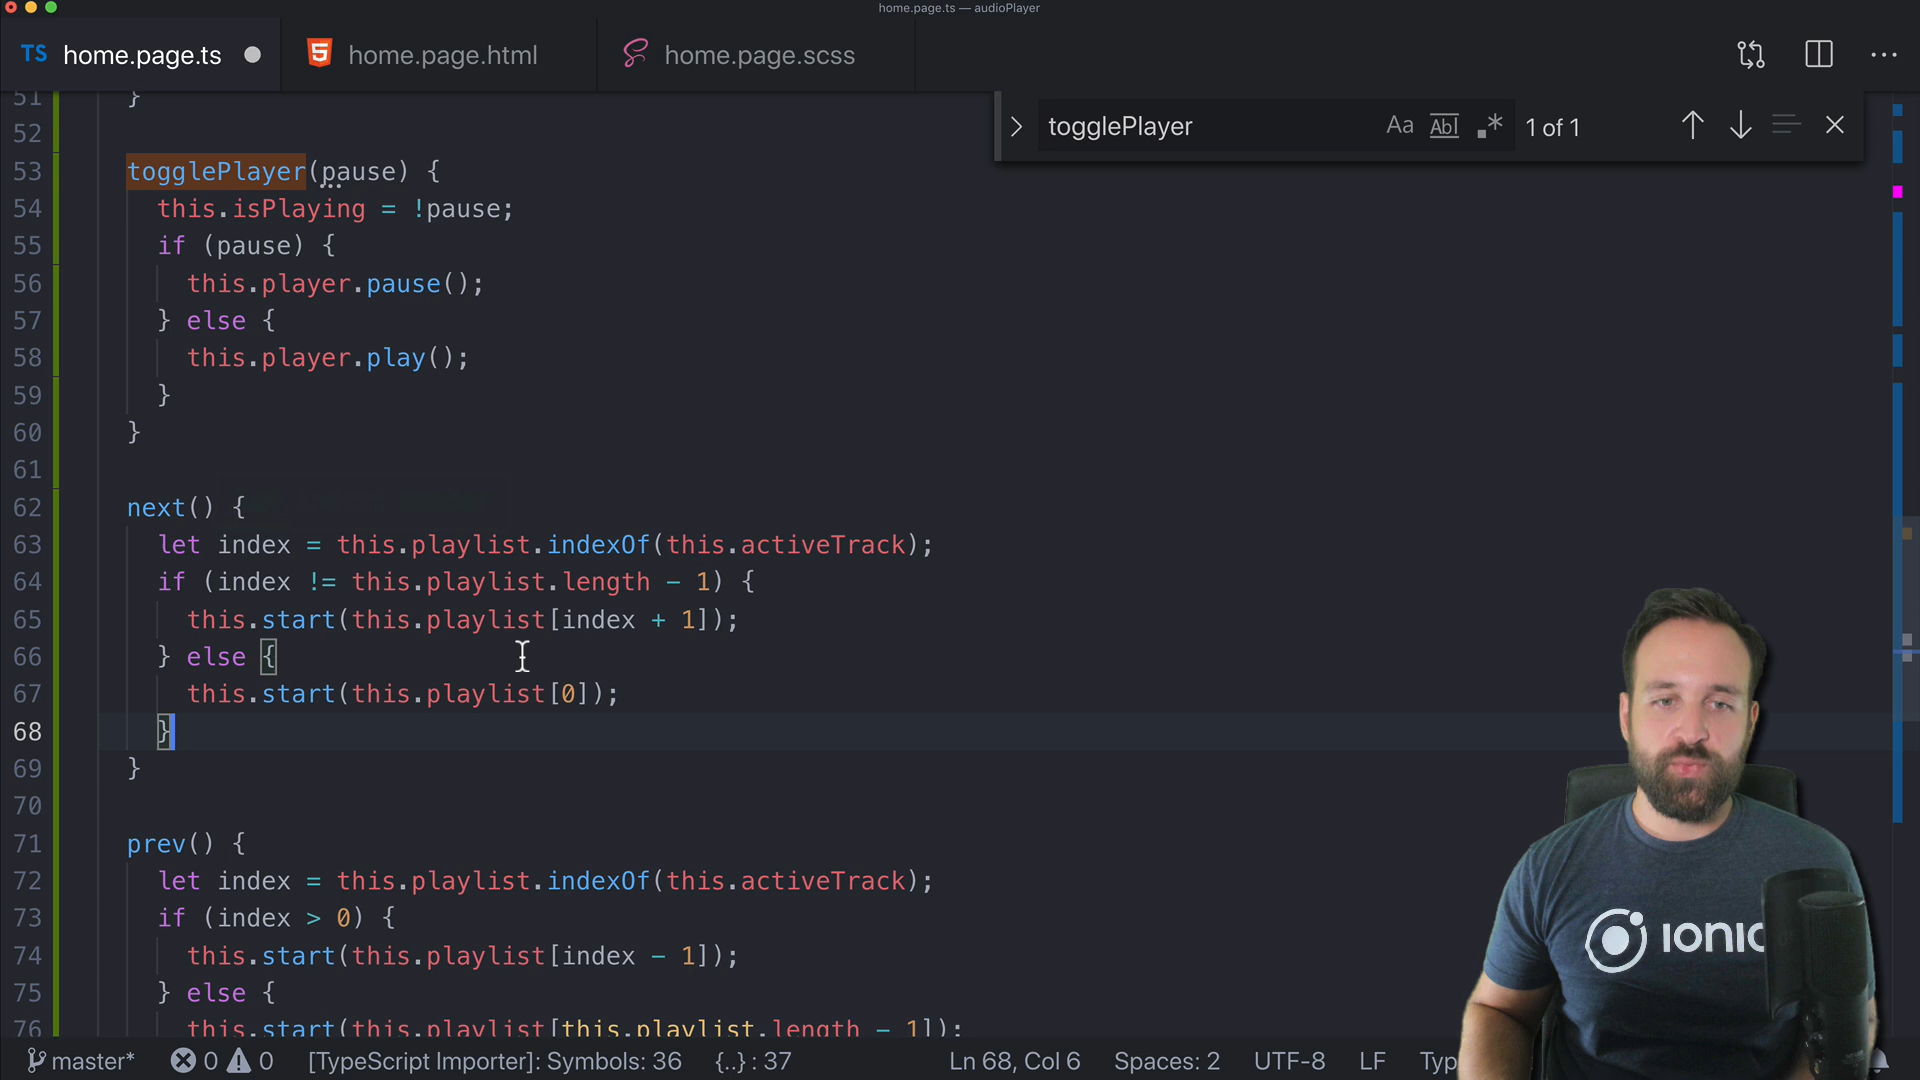 home.page.ts — audioPlayer
TS home.page.ts
5 home.page.html
home.page.scss
togglePlayer Aa Abl .* 1 of 1
51 }
52
53 togglePlayer(pause) {
54 this.isPlaying = !pause;
55 if (pause) {
56 this.player.pause();
57 } else {
58 this.player.play();
59 }
60 }
61
62 next() {
63 let index = this.playlist.indexOf(this.activeTrack);
64 if (index != this.playlist.length - 1) {
65 this.start(this.playlist[index + 1]);
66 } else {
67 this.start(this.playlist[0]);
68 }
69 }
70
71 prev() {
72 let index = this.playlist.indexOf(this.activeTrack);
73 if (index > 0) {
74 this.start(this.playlist[index - 1]);
75 } else {
76 this.start(this.playlist[this.playlist.length - 1]);
IONIC
master* 0 0 [TypeScript Importer]: Symbols: 36 {..} : 37 Ln 68, Col 6 Spaces: 2 UTF-8 LF Typ